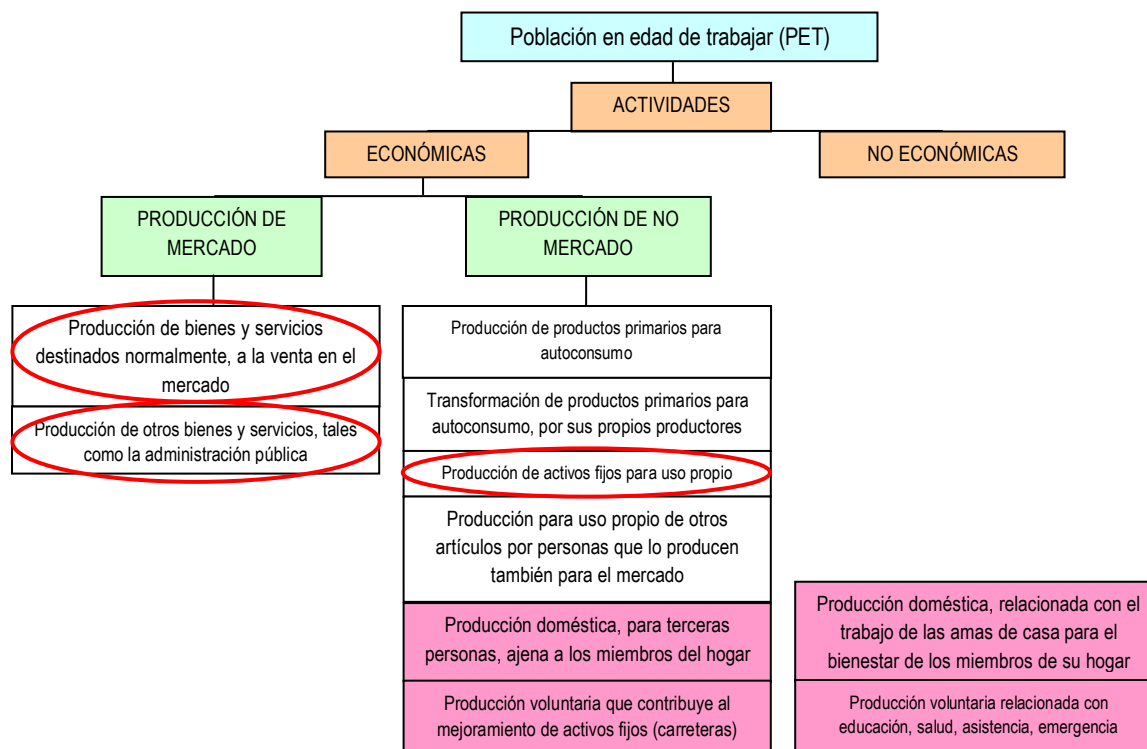 Población en edad de trabajar (PET)
ACTIVIDADES
ECONÓMICAS
NO ECONÓMICAS
PRODUCCIÓN DE
MERCADO
PRODUCCIÓN DE NO
MERCADO
Producción de bienes y servicios
destinados normalmente, a la venta en el
mercado
Producción de otros bienes y servicios, tales
como la administración pública
Producción de productos primarios para
autoconsumo
Transformación de productos primarios para
autoconsumo, por sus propios productores
Producción de activos fijos para uso propio
Producción para uso propio de otros
artículos por personas que lo producen
también para el mercado
Producción doméstica, para terceras
personas, ajena a los miembros del hogar
Producción voluntaria que contribuye al
mejoramiento de activos fijos (carreteras)
Producción doméstica, relacionada con el
trabajo de las amas de casa para el
bienestar de los miembros de su hogar
Producción voluntaria relacionada con
educación, salud, asistencia, emergencia